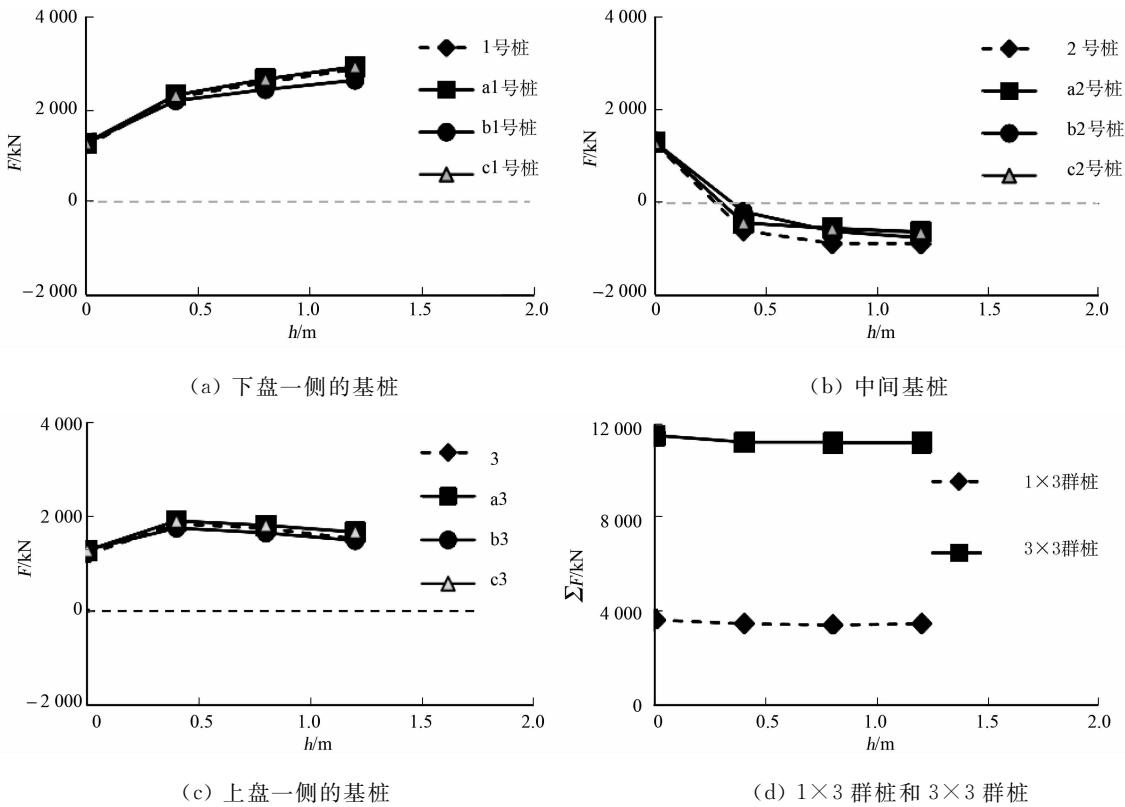 4 000
2 000
0
−2 000
F/kN
0.5
1.0
1.5
2.0
h/m
1号桩
a1号桩
b1号桩
c1号桩
(a) 下盘一侧的基桩
4 000
2 000
0
−2 000
F/kN
0
0.5
1.0
1.5
2.0
h/m
2 号桩
a2号桩
b2号桩
c2号桩
(b) 中间基桩
4 000
2 000
0
−2 000
F/kN
0
0.5
1.0
1.5
2.0
h/m
3
a3
b3
c3
(c) 上盘一侧的基桩
12 000
8 000
4 000
0
ΣF/kN
0
0.5
1.0
1.5
2.0
h/m
1×3群桩
3×3群桩
(d) 1×3 群桩和 3×3 群桩